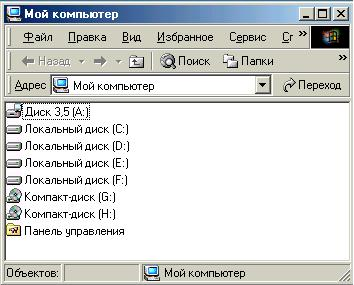 Мой компьютер
Файл Правка Вид Избранное Сервис
Назад Поиск Папки
Адрес Мой компьютер Переход
Диск 3,5 (A:)
Локальный диск (C:)
Локальный диск (D:)
Локальный диск (E:)
Локальный диск (F:)
Компакт-диск (G:)
Компакт-диск (H:)
Панель управления
Объектов: Мой компьютер